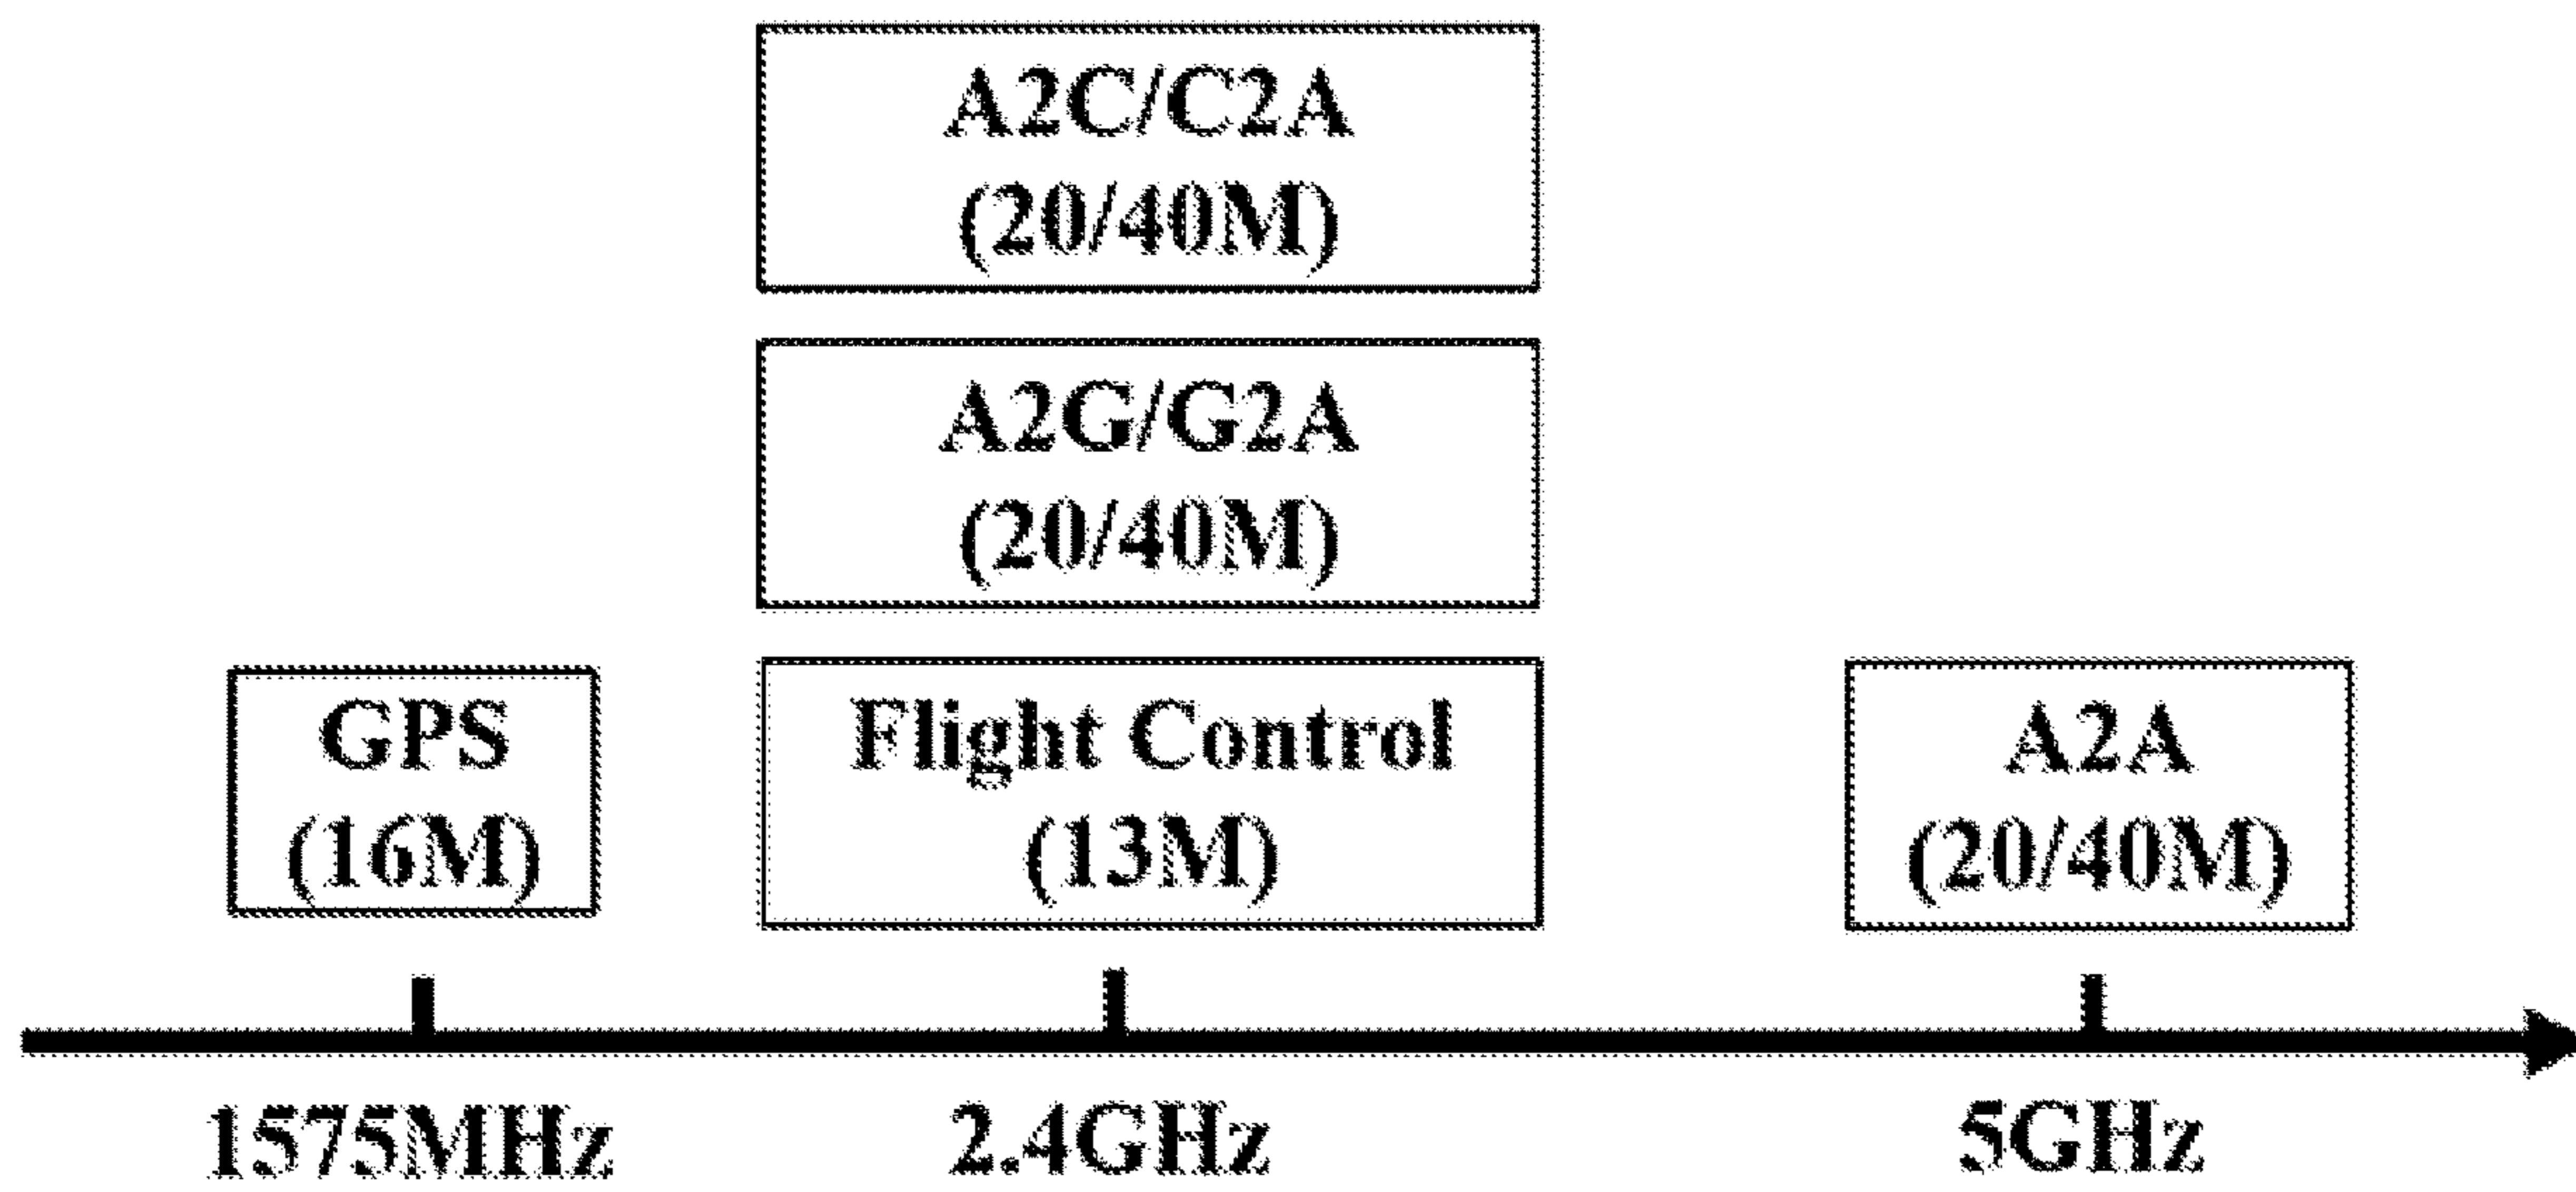 A2C/C2A
(20/40M)
A2G/G2A
(20/40M)
GPS
(16M)
Flight Control
(13M)
A2A
(20/40M)
1575MHz
2.4GHz
5GHz